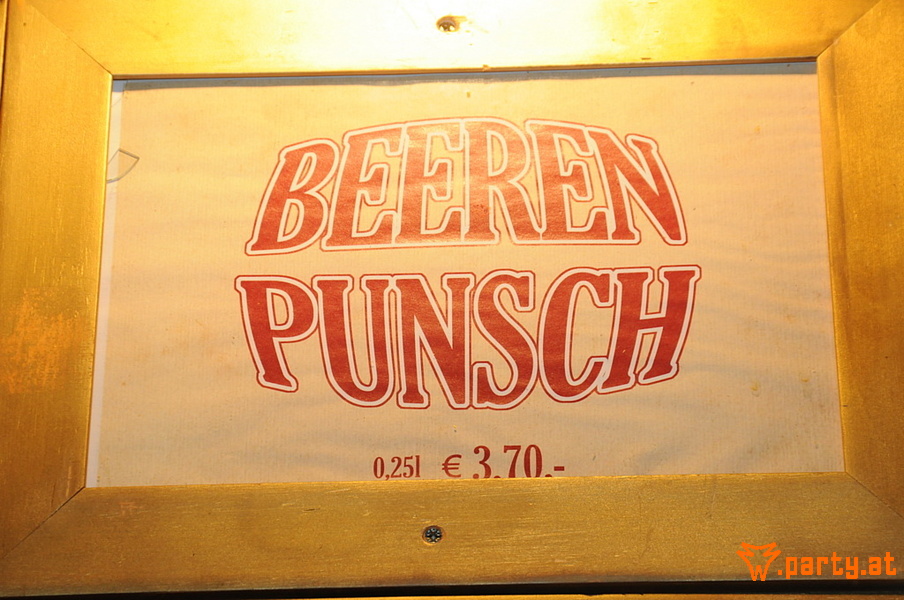 BEEREN
PUNSCH
0,25l € 3,70.-
w.party.at